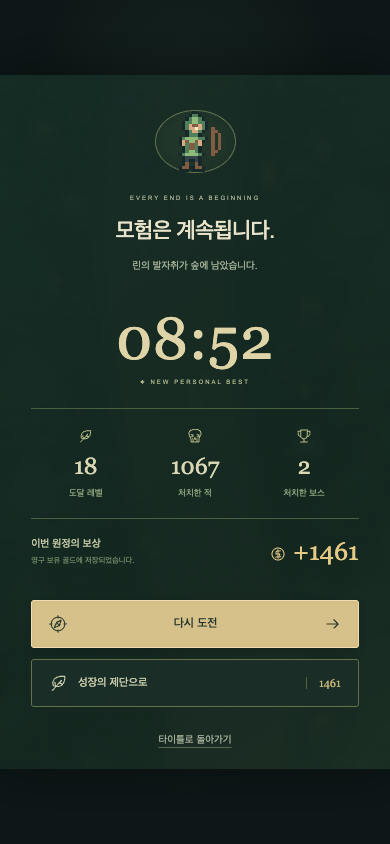 EVERY END IS A BEGINNING
모험은 계속됩니다.
린의 발자취가 숲에 남았습니다.
08:52
✦ NEW PERSONAL BEST
18
1067
2
도달 레벨
처치한 적
처치한 보스
이번 원정의 보상
영구 보유 골드에 저장되었습니다.
+1461
다시 도전
성장의 제단으로
1461
타이틀로 돌아가기